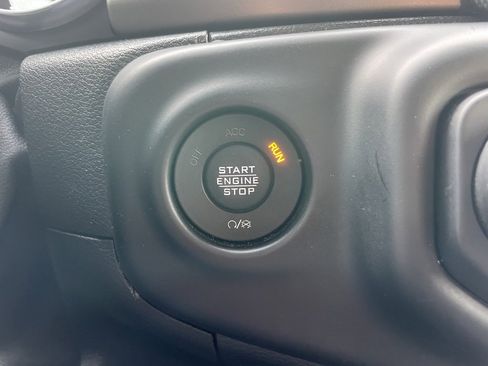 ACC
OFF
RUN
START
ENGINE
STOP